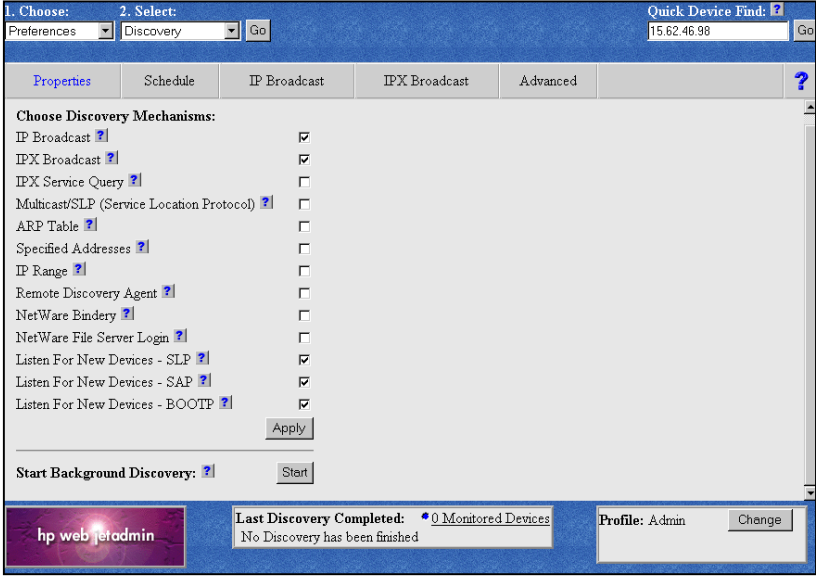 1. Choose: 2. Select: Quick Device Find: ?
Preferences Discovery Go 15.62.46.98 Go
Properties Schedule IP Broadcast IPX Broadcast Advanced ?
Choose Discovery Mechanisms:
IP Broadcast ?
IPX Broadcast ?
IPX Service Query ?
Multicast/SLP (Service Location Protocol) ?
ARP Table ?
Specified Addresses ?
IP Range ?
Remote Discovery Agent ?
NetWare Bindery ?
NetWare File Server Login ?
Listen For New Devices - SLP ?
Listen For New Devices - SAP ?
Listen For New Devices - BOOTP ?
Apply
Start Background Discovery: ? Start
hp web jetadmin
Last Discovery Completed: 0 Monitored Devices
No Discovery has been finished
Profile: Admin Change